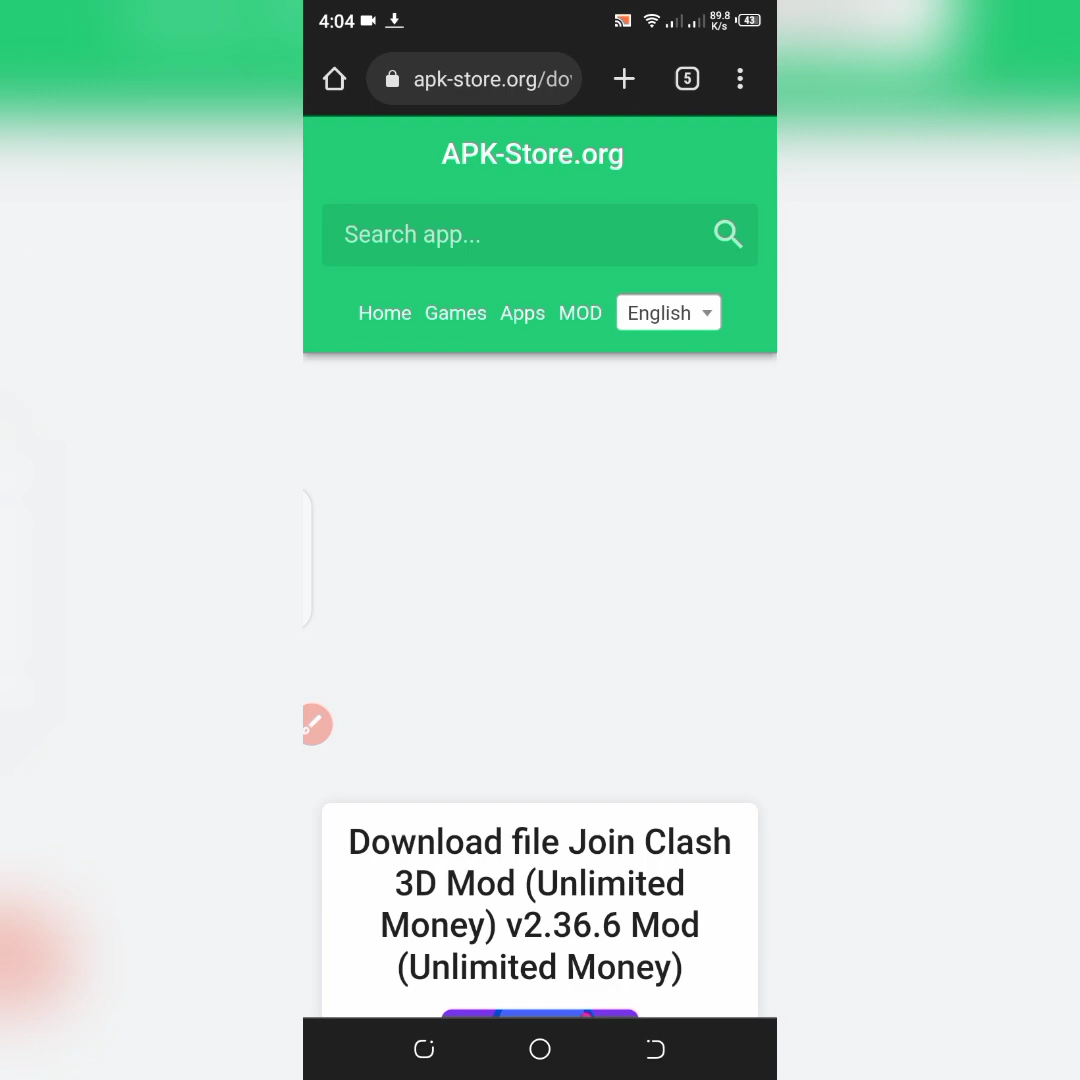 4:04
89.8
K/s
43
apk-store.org/do
5
APK-Store.org
Search app...
Home Games Apps MOD English
Download file Join Clash
3D Mod (Unlimited
Money) v2.36.6 Mod
(Unlimited Money)